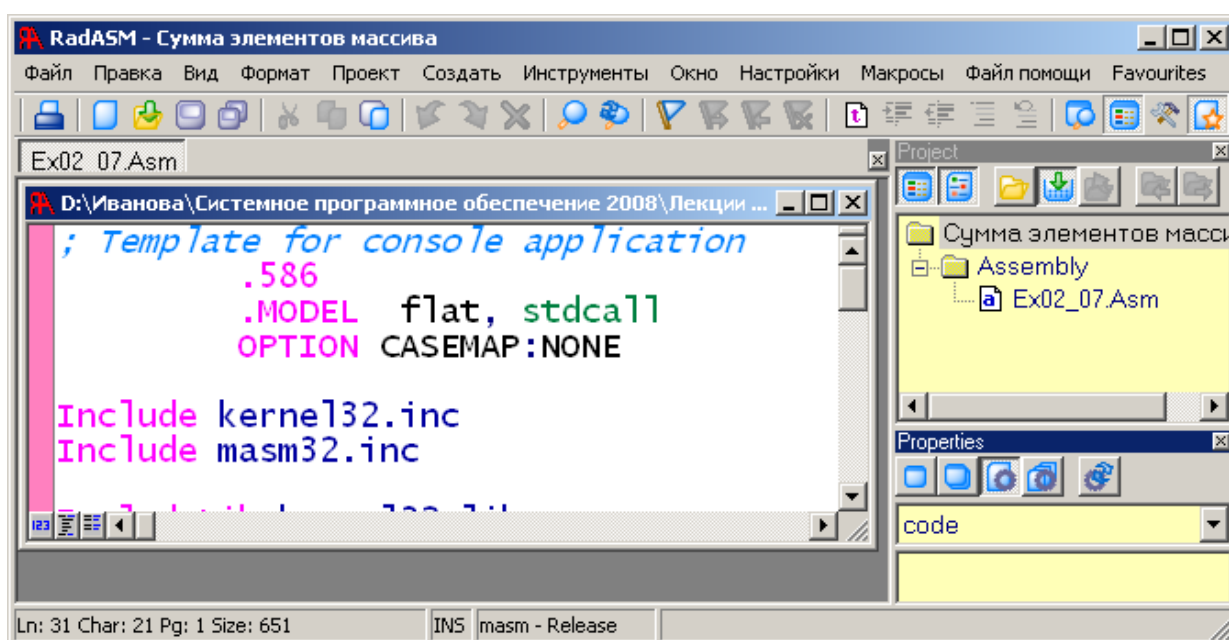 RadASM - Сумма элементов массива
Файл Правка Вид Формат Проект Создать Инструменты Окно Настройки Макросы Файл помощи Favourites
Ex02_07.Asm
Project
D:\Иванова\Системное программное обеспечение 2008\Лекции ...
; Template for console application
.586
.MODEL flat, stdcall
OPTION CASEMAP:NONE
Include kernel32.inc
Include masm32.inc
Сумма элементов масси
Assembly
Ex02_07.Asm
Properties
code
Ln: 31 Char: 21 Pg: 1 Size: 651 INS masm - Release